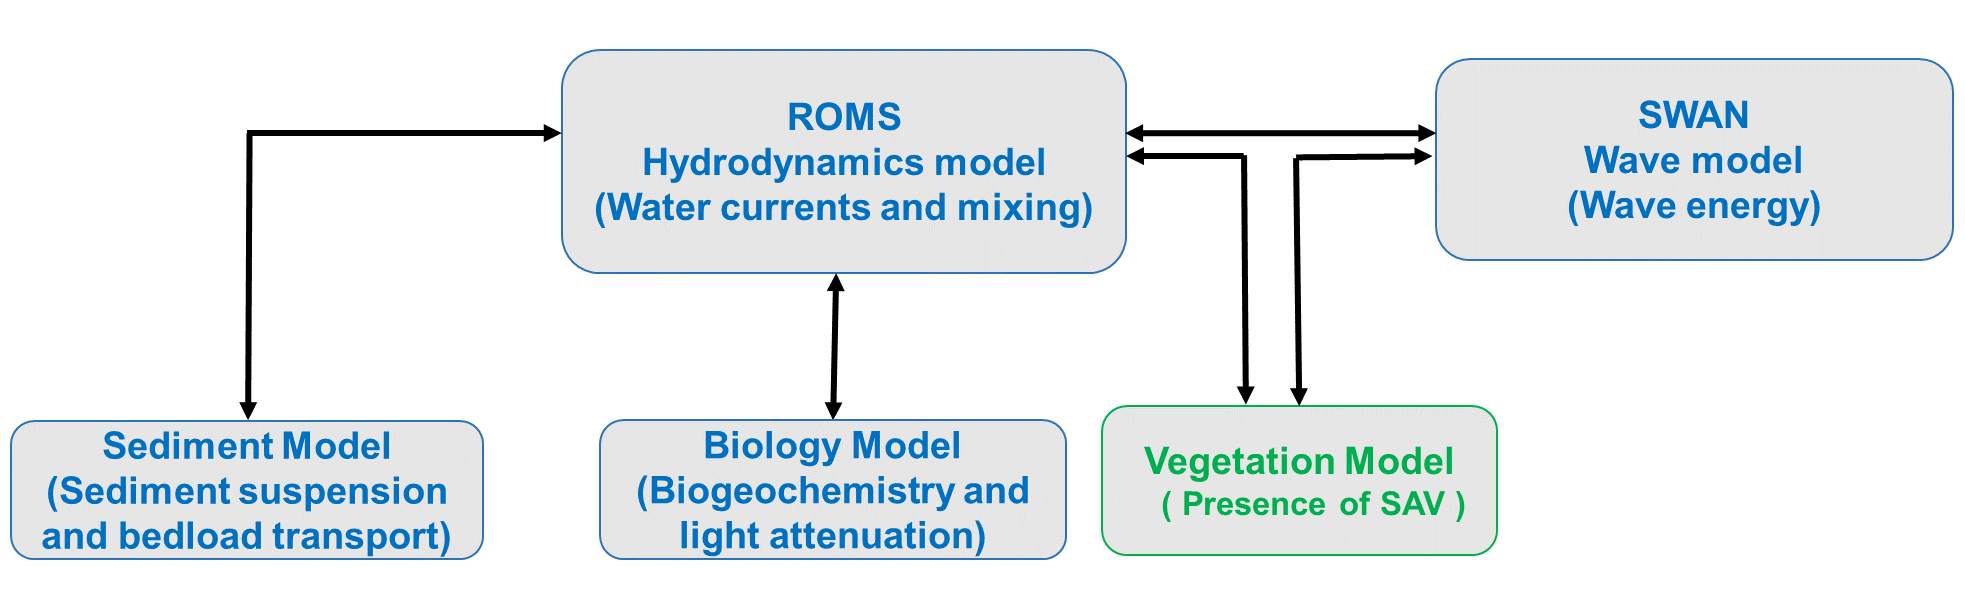 ROMS
Hydrodynamics model
(Water currents and mixing)
SWAN
Wave model
(Wave energy)
Sediment Model
(Sediment suspension
and bedload transport)
Biology Model
(Biogeochemistry and
light attenuation)
Vegetation Model
( Presence of SAV )